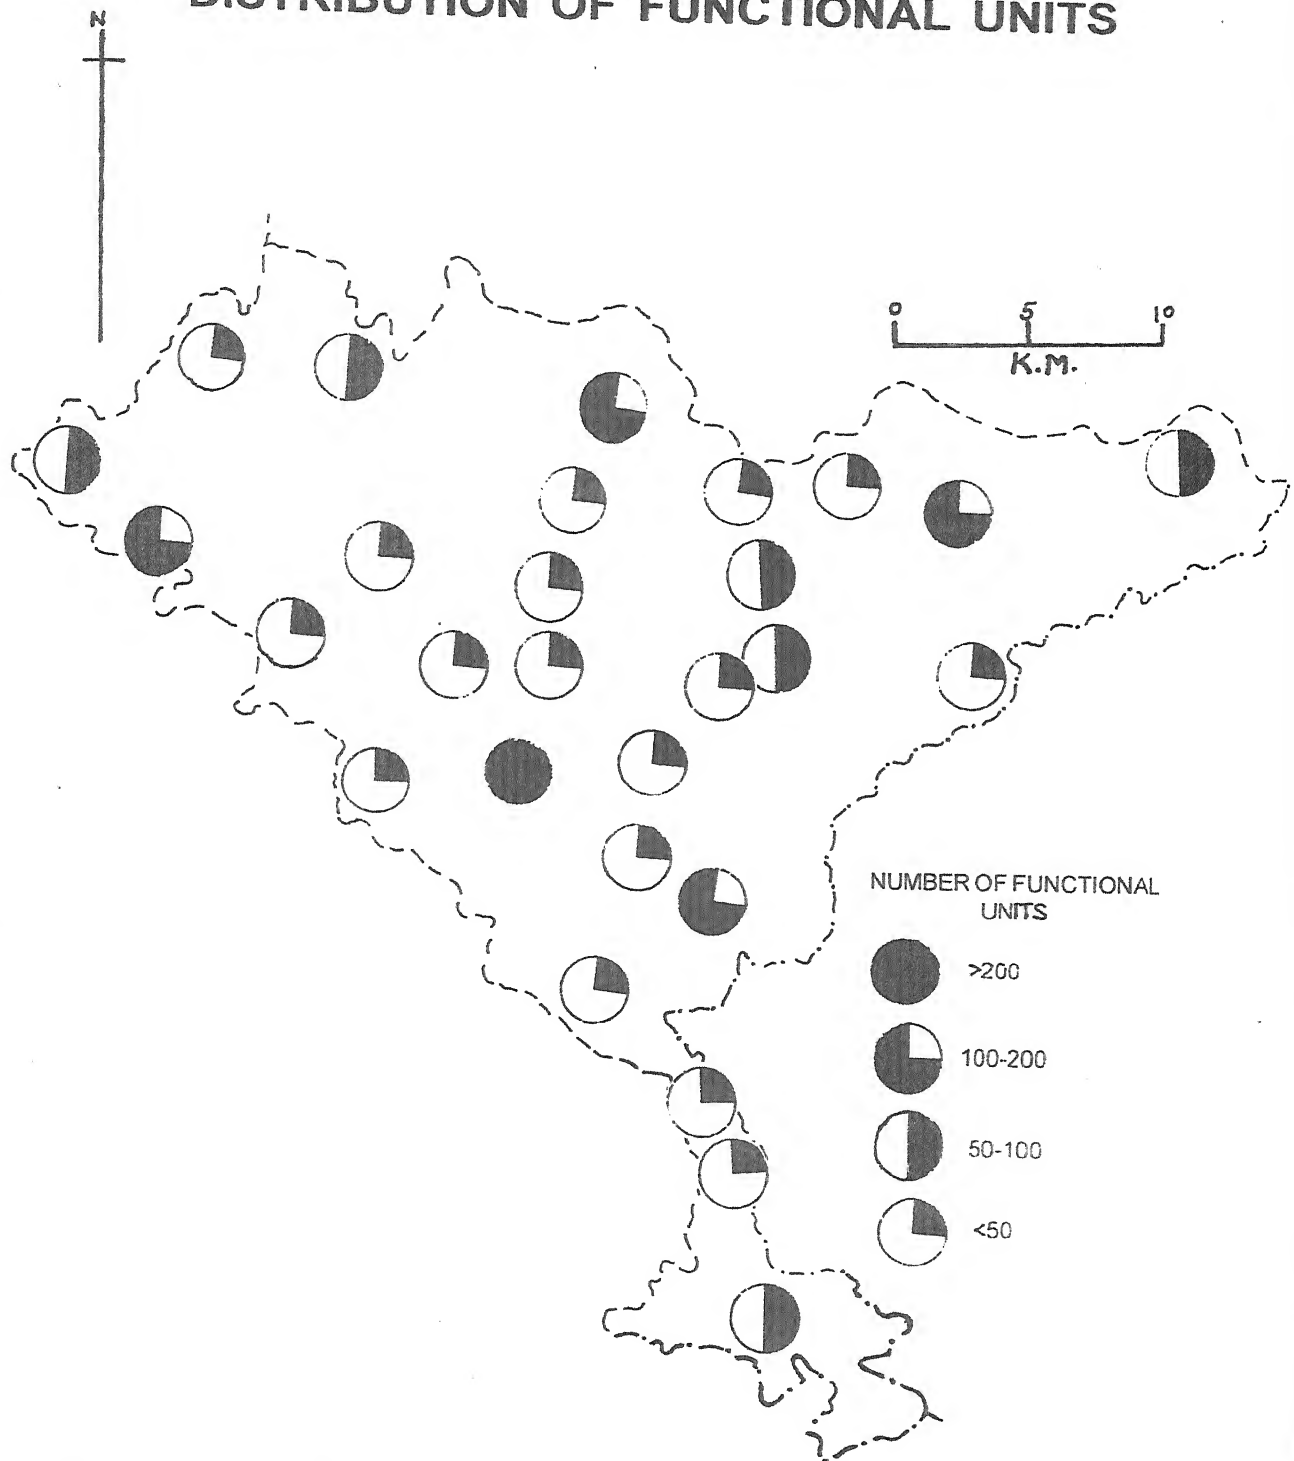 DISTRIBUTION OF FUNCTIONAL UNITS
N
0 5 10
K.M.
NUMBER OF FUNCTIONAL
UNITS
>200
100-200
50-100
<50